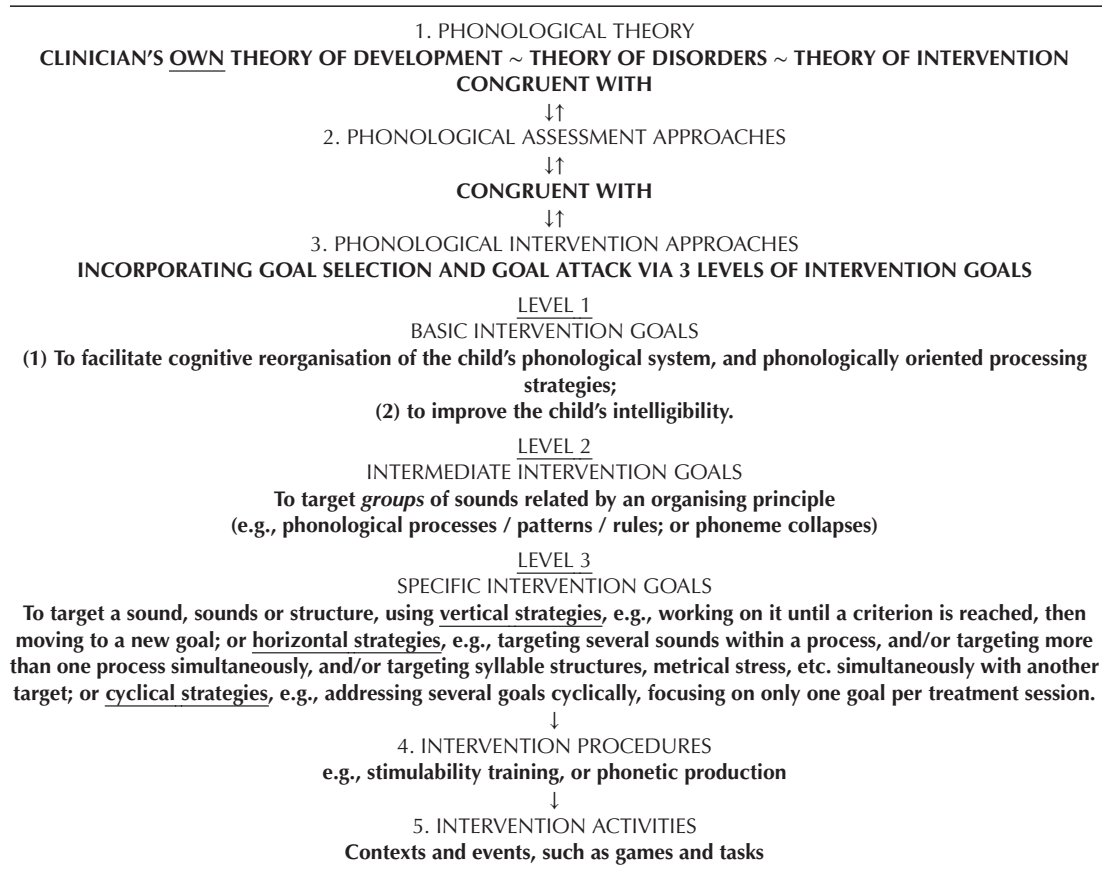 1. PHONOLOGICAL THEORY
CLINICIAN'S OWN THEORY OF DEVELOPMENT ~ THEORY OF DISORDERS ~ THEORY OF INTERVENTION
CONGRUENT WITH
↓↑
2. PHONOLOGICAL ASSESSMENT APPROACHES
↓↑
CONGRUENT WITH
↓↑
3. PHONOLOGICAL INTERVENTION APPROACHES
INCORPORATING GOAL SELECTION AND GOAL ATTACK VIA 3 LEVELS OF INTERVENTION GOALS
LEVEL 1
BASIC INTERVENTION GOALS
(1) To facilitate cognitive reorganisation of the child's phonological system, and phonologically oriented processing
strategies;
(2) to improve the child's intelligibility.
LEVEL 2
INTERMEDIATE INTERVENTION GOALS
To target groups of sounds related by an organising principle
(e.g., phonological processes / patterns / rules; or phoneme collapses)
LEVEL 3
SPECIFIC INTERVENTION GOALS
To target a sound, sounds or structure, using vertical strategies, e.g., working on it until a criterion is reached, then
moving to a new goal; or horizontal strategies, e.g., targeting several sounds within a process, and/or targeting more
than one process simultaneously, and/or targeting syllable structures, metrical stress, etc. simultaneously with another
target; or cyclical strategies, e.g., addressing several goals cyclically, focusing on only one goal per treatment session.
↓
4. INTERVENTION PROCEDURES
e.g., stimulability training, or phonetic production
↓
5. INTERVENTION ACTIVITIES
Contexts and events, such as games and tasks